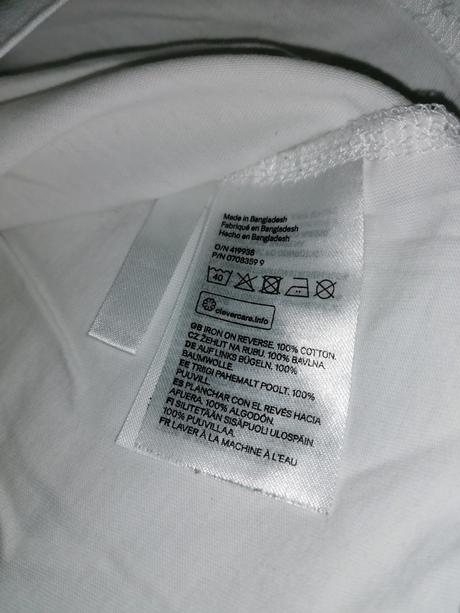 Made in Bangladesh
Fabriqué en Bangladesh
Hecho en Bangladesh
O/N 419938
P/N 0708359 9
40
clevercare.info
GB IRON ON REVERSE. 100% COTTON.
CZ ŽEHLIT NA RUBU. 100% BAVLNA.
DE AUF LINKS BÜGELN. 100%
BAUMWOLLE.
EE TRIIGI PAHEMALT POOLT. 100%
PUUVILL.
ES PLANCHAR CON EL REVÉS HACIA
AFUERA. 100% ALGODÓN.
FI SILITETÄÄN SISÄPUOLI ULOSPÄIN.
100% PUUVILLAA.
FR LAVER À LA MACHINE À L'EAU